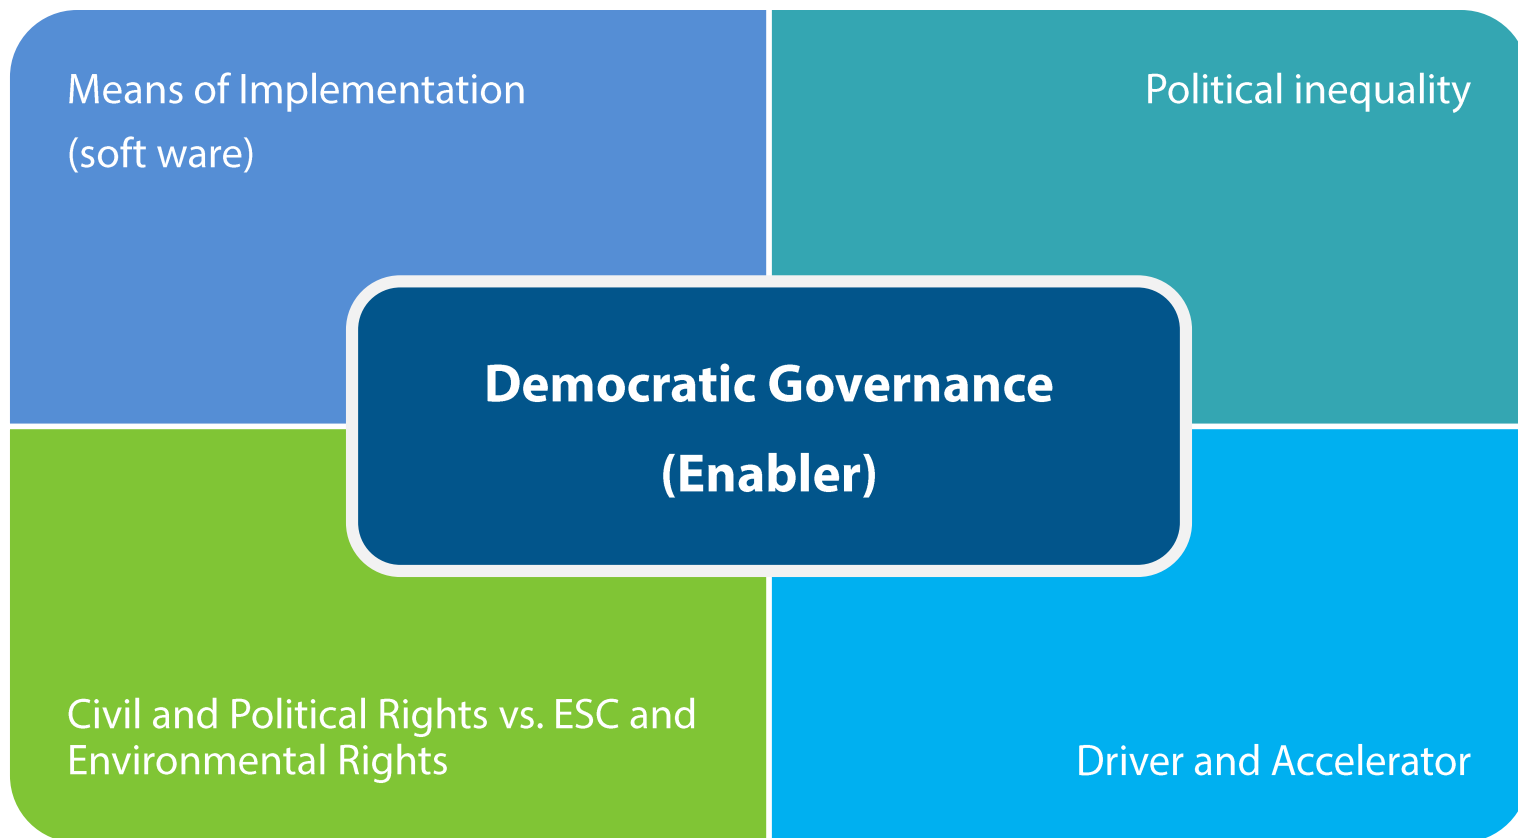 Means of Implementation
(soft ware)
Political inequality
Democratic Governance
(Enabler)
Civil and Political Rights vs. ESC and
Environmental Rights
Driver and Accelerator